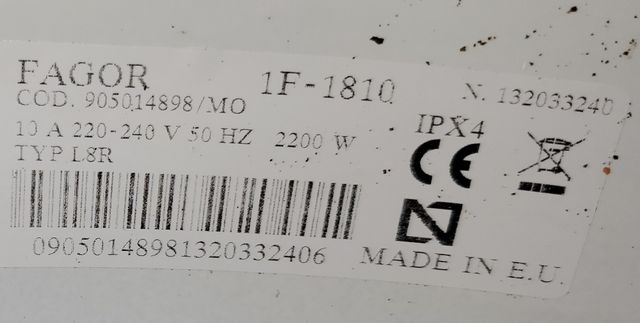 FAGOR 1F-1810 N. 132033240
COD. 905014898/MO
10 A 220-240 V 50 HZ 2200 W IPX4
TYP L8R
CE
N
09050148981320332406
MADE IN E.U.